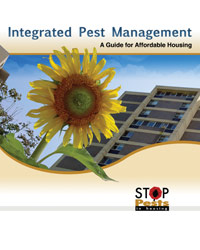 Integrated Pest Management
A Guide for Affordable Housing
STOP
Pests
in housing